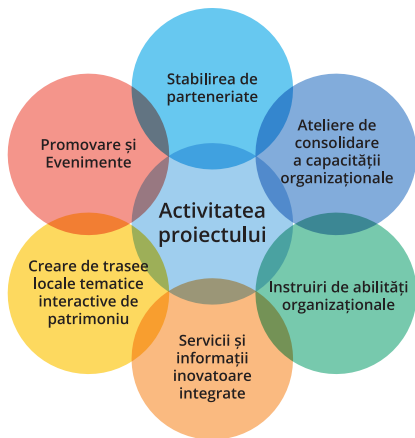 Stabilirea de
parteneriate
Ateliere de
consolidare
a capacității
organizaționale
Instruiri de abilități
organizaționale
Servicii și
informații
inovatoare
integrate
Creare de trasee
locale tematice
interactive de
patrimoniu
Promovare și
Evenimente
Activitatea
proiectului